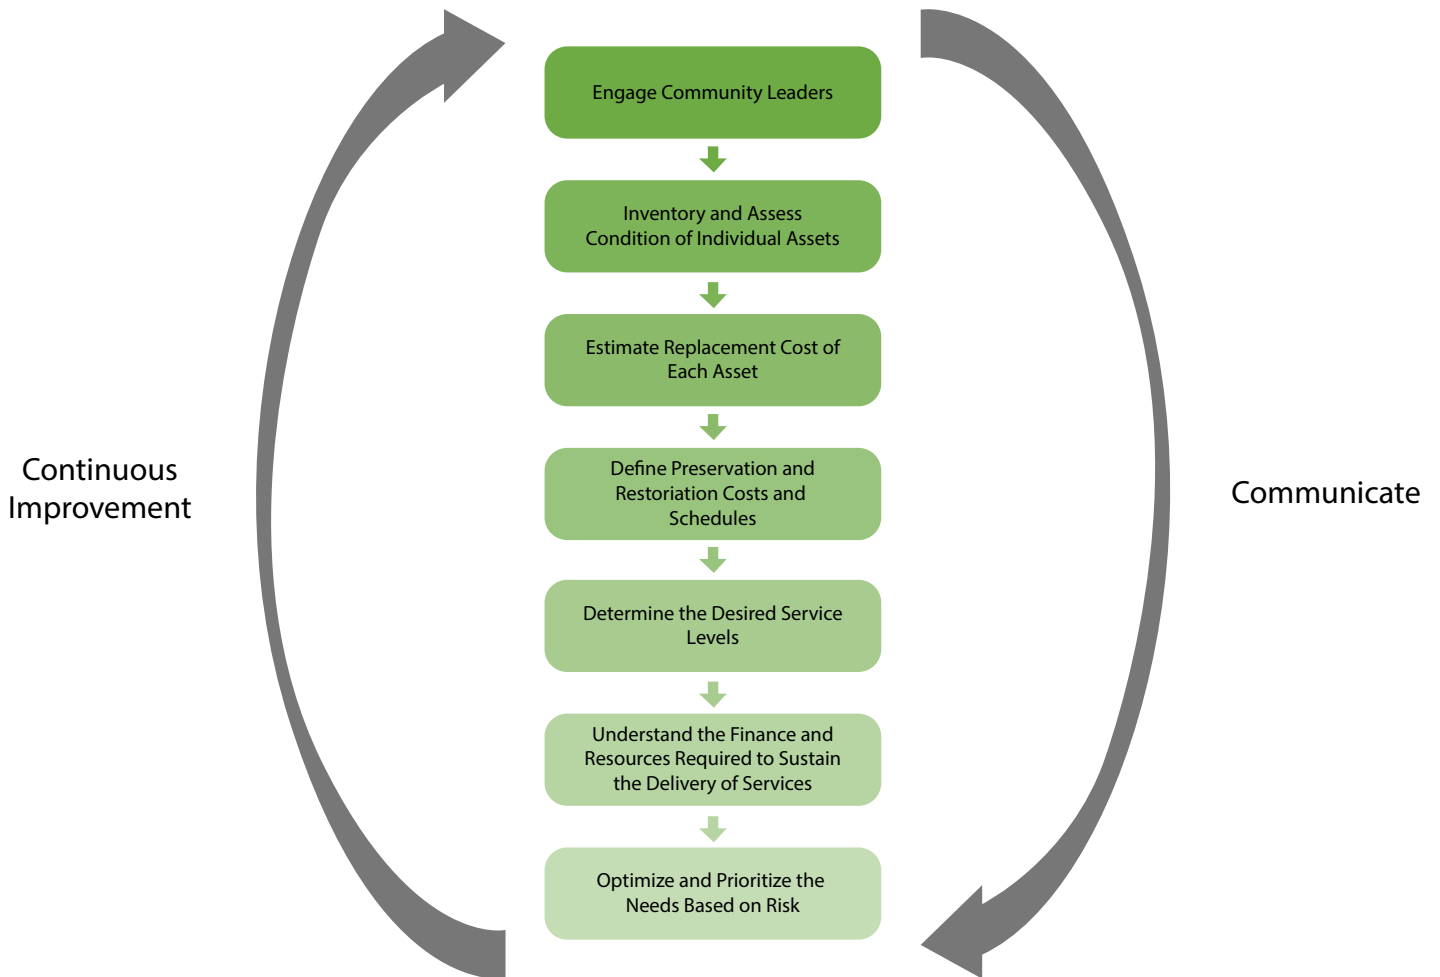 Engage Community Leaders
Inventory and Assess
Condition of Individual Assets
Estimate Replacement Cost of
Each Asset
Define Preservation and
Restoriation Costs and
Schedules
Determine the Desired Service
Levels
Understand the Finance and
Resources Required to Sustain
the Delivery of Services
Optimize and Prioritize the
Needs Based on Risk
Continuous
Improvement
Communicate